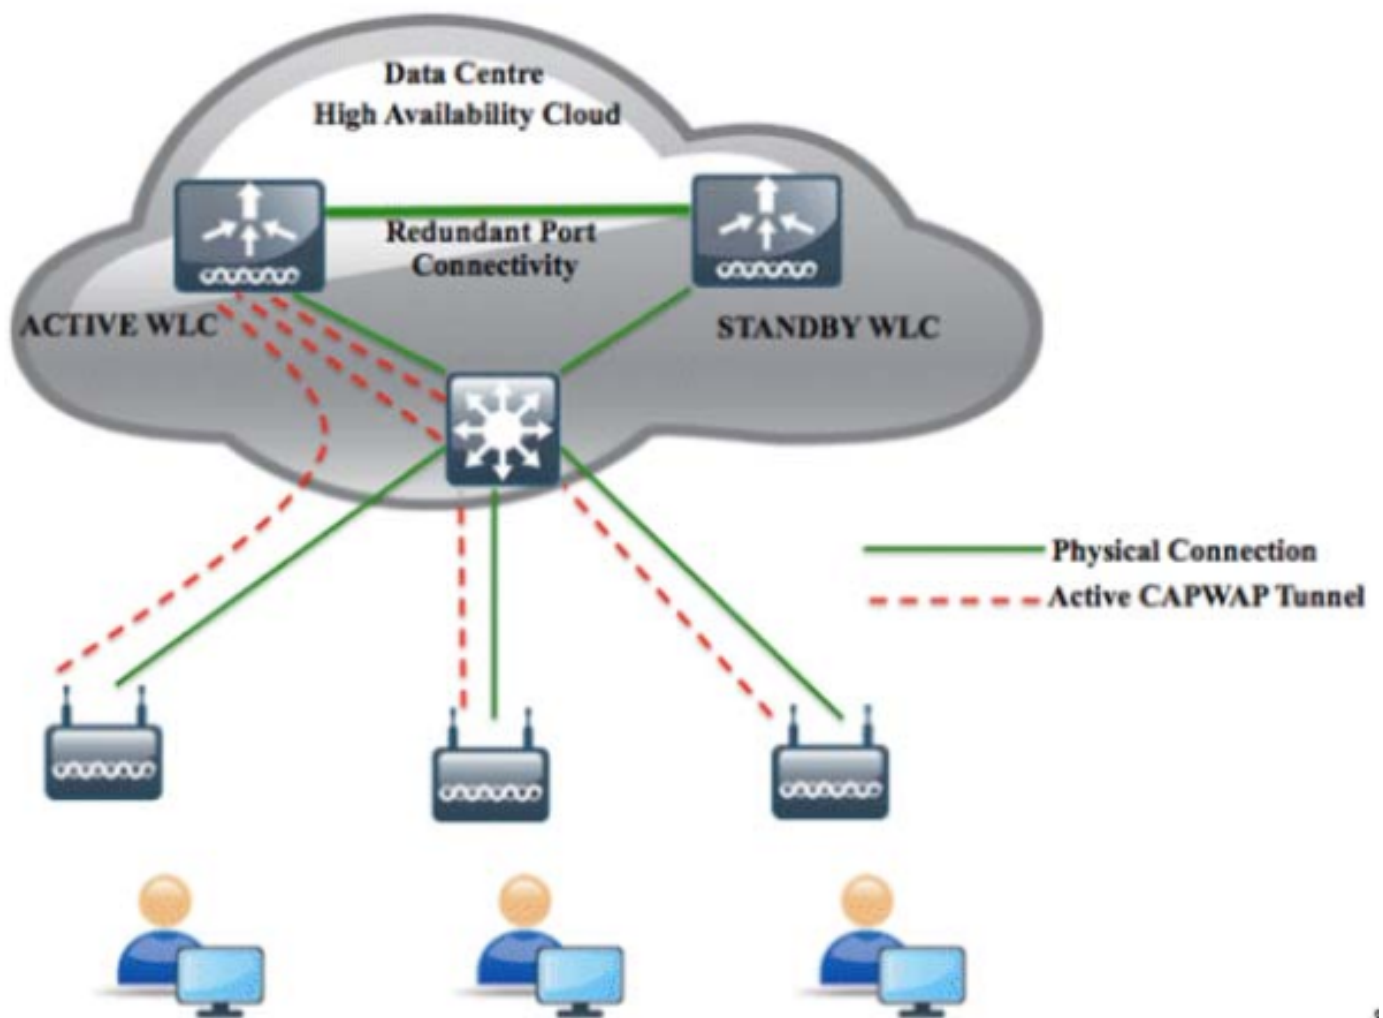 Data Centre
High Availability Cloud
Redundant Port
Connectivity
ACTIVE WLC
STANDBY WLC
Physical Connection
Active CAPWAP Tunnel